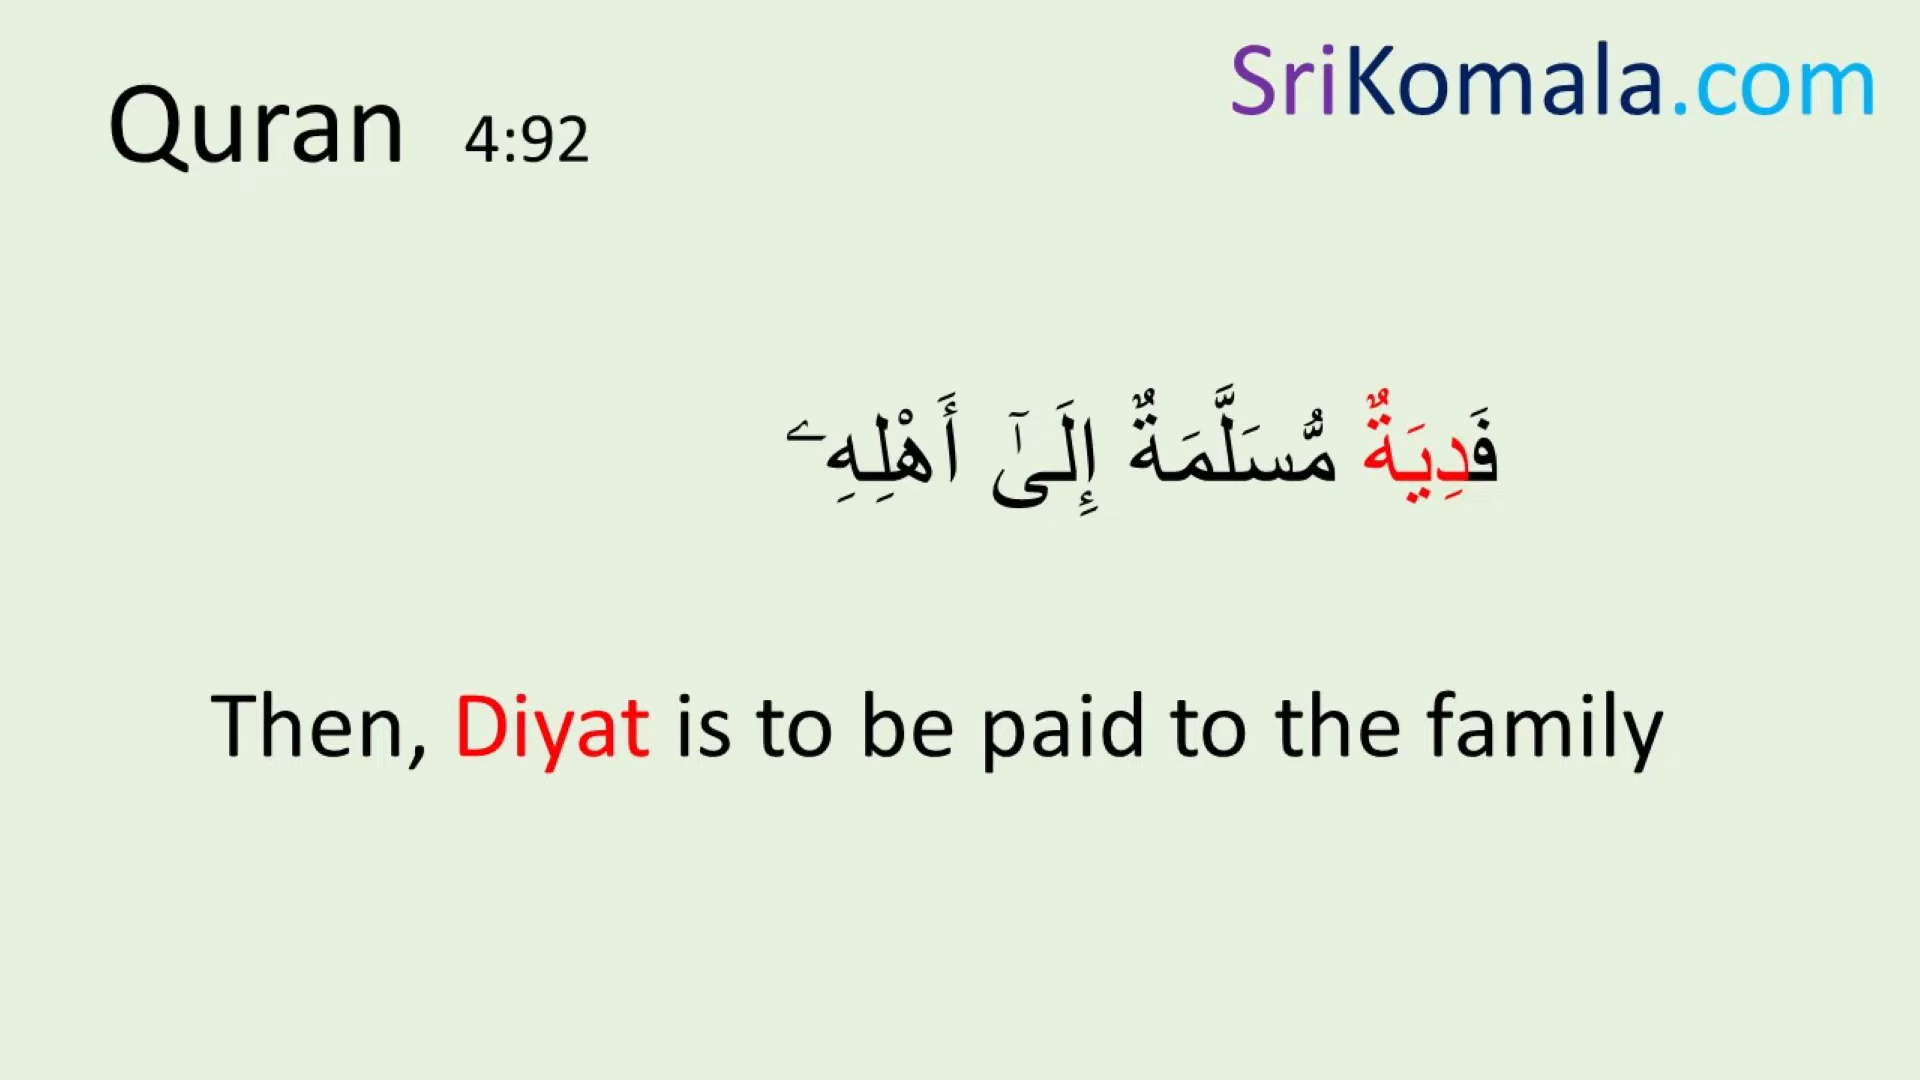 SriKomala.com
Quran 4:92
فَدِيَةٌ مُّسَلَّمَةٌ إِلَىٰٓ أَهْلِهِۦ
Then, Diyat is to be paid to the family